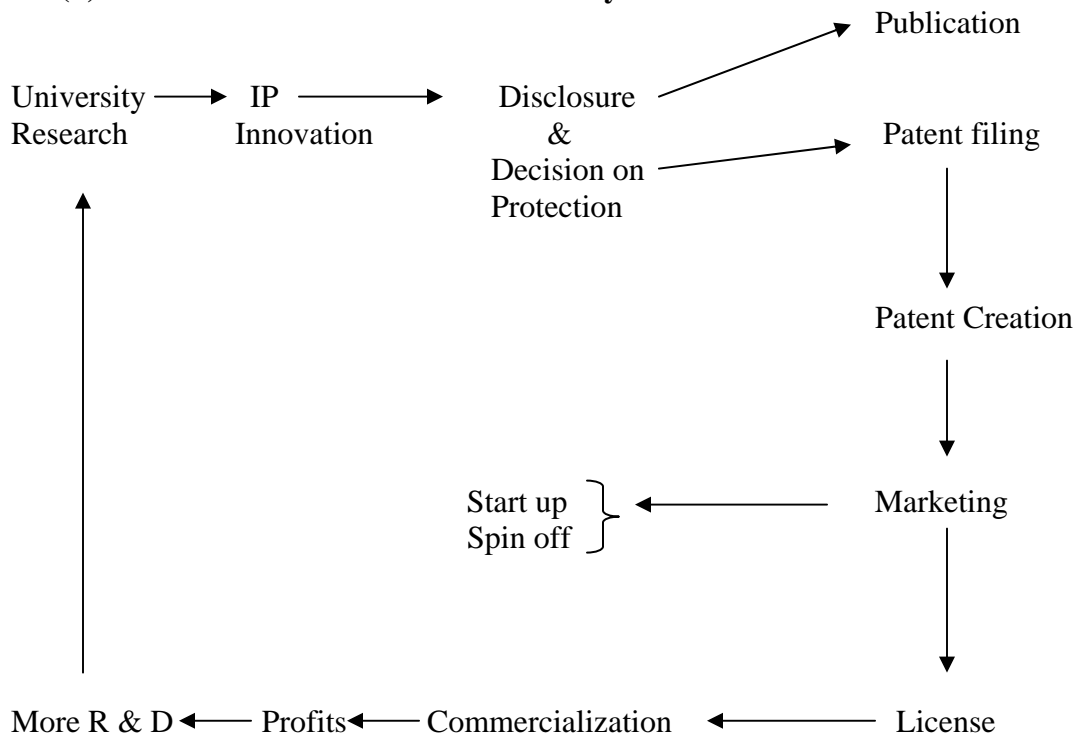 Publication
University IP Disclosure
Research Innovation & Patent filing
Decision on
Protection
Patent Creation
Start up Marketing
Spin off
More R & D Profits Commercialization License